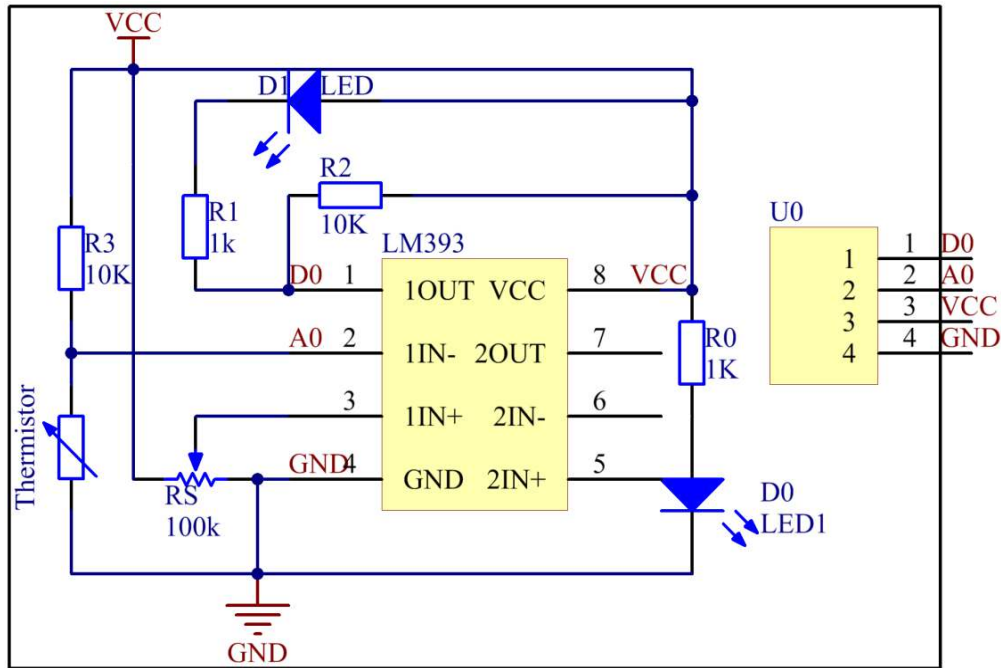 VCC
D1 LED
R2
10K
R1
1k
R3
10K
LM393
D0 1 1OUT VCC 8 VCC
A0 2 1IN- 2OUT 7
3 1IN+ 2IN- 6
GND 4 GND 2IN+ 5
R0
1K
Thermistor
RS
100k
D0
LED1
GND
U0
1 1 D0
2 2 A0
3 3 VCC
4 4 GND